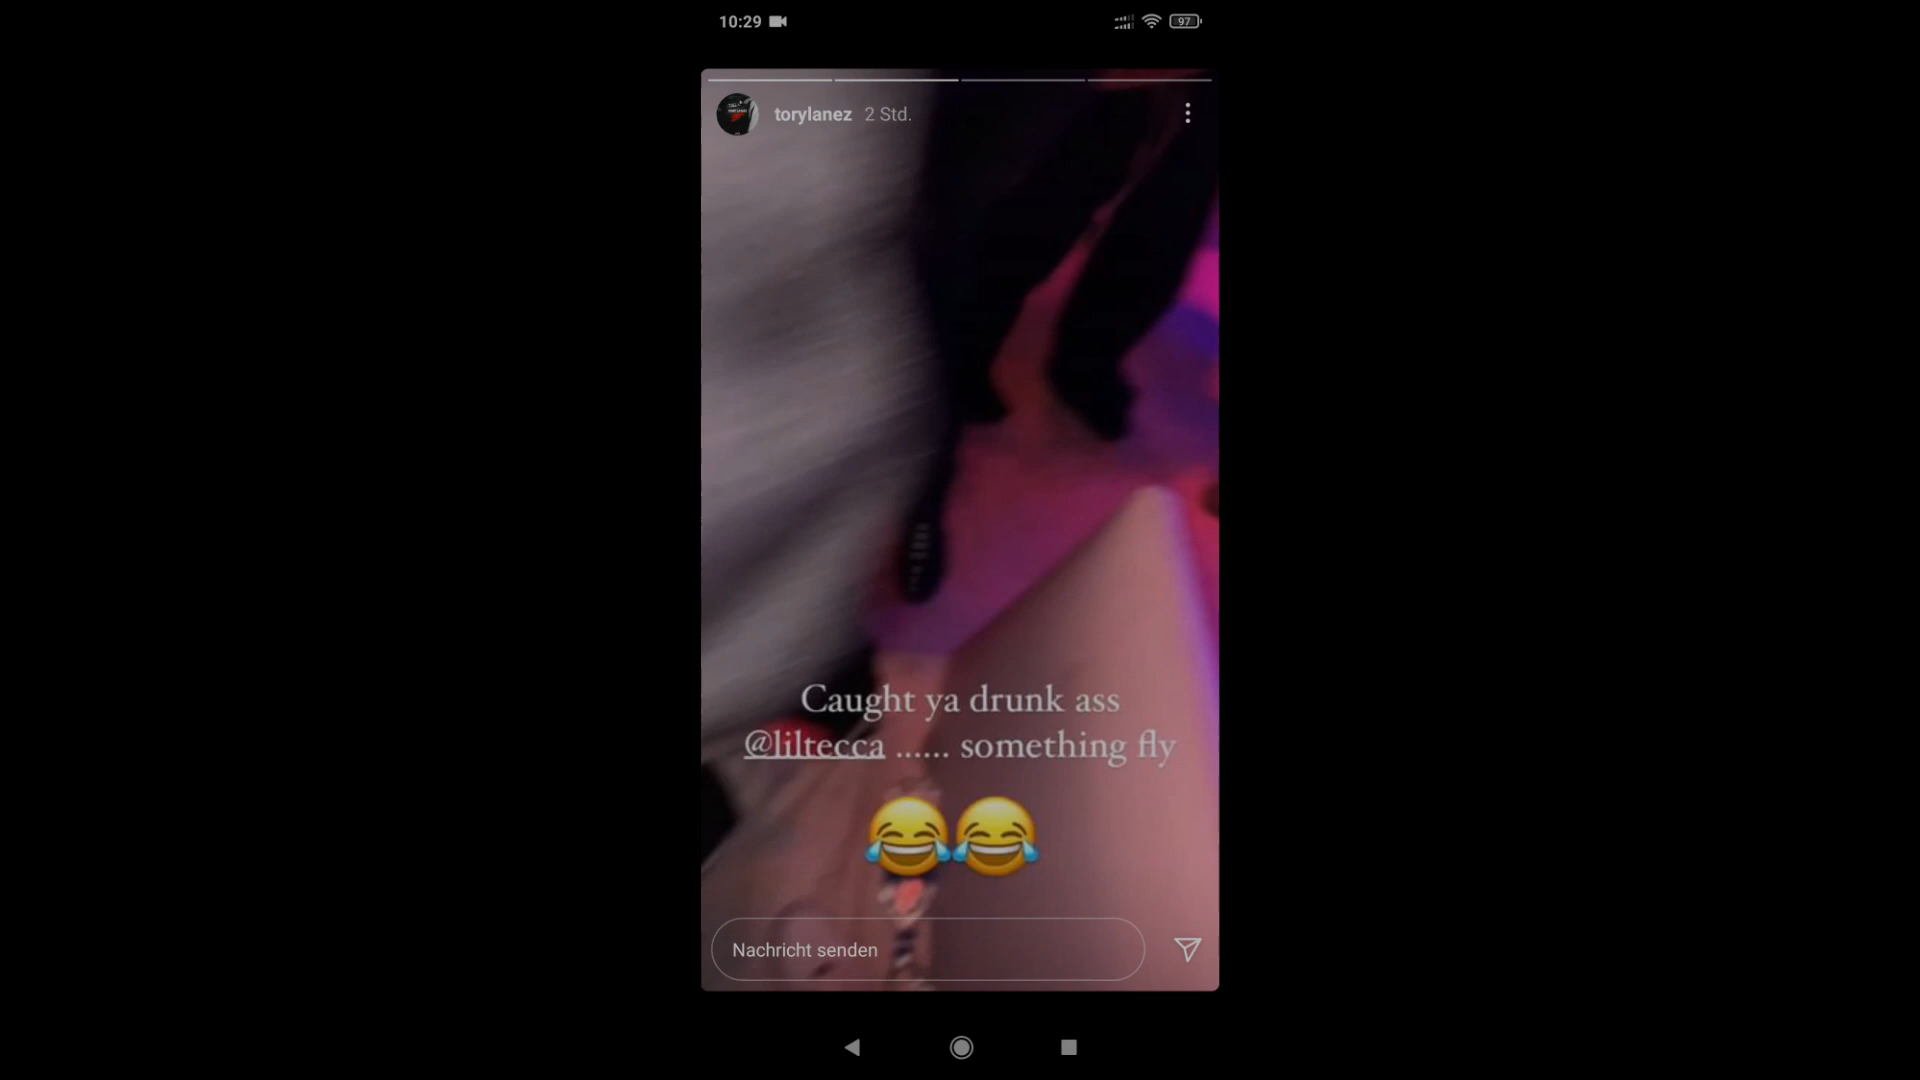 10:29
97
torylanez 2 Std.
Caught ya drunk ass
@liltecca ...... something fly
😂😂
Nachricht senden